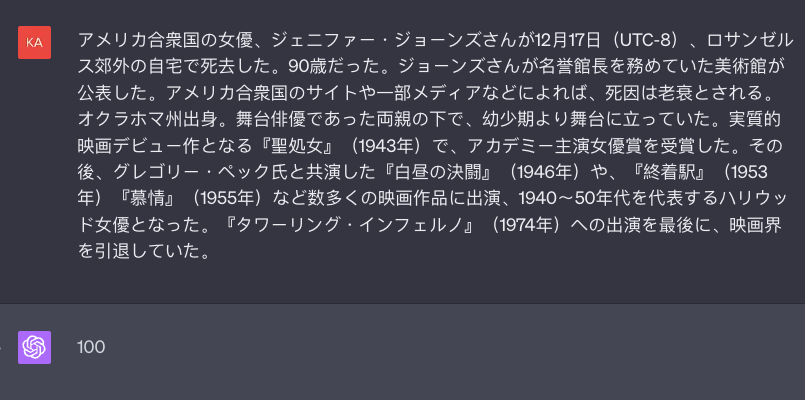 KA
アメリカ合衆国の女優、ジェニファー・ジョーンズさんが12月17日（UTC-8）、ロサンゼル
ス郊外の自宅で死去した。90歳だった。ジョーンズさんが名誉館長を務めていた美術館が
公表した。アメリカ合衆国のサイトや一部メディアなどによれば、死因は老衰とされる。
オクラホマ州出身。舞台俳優であった両親の下で、幼少期より舞台に立っていた。実質的
映画デビュー作となる『聖処女』（1943年）で、アカデミー主演女優賞を受賞した。その
後、グレゴリー・ペック氏と共演した『白昼の決闘』（1946年）や、『終着駅』（1953
年）『慕情』（1955年）など数多くの映画作品に出演、1940〜50年代を代表するハリウッ
ド女優となった。『タワーリング・インフェルノ』（1974年）への出演を最後に、映画界
を引退していた。
100